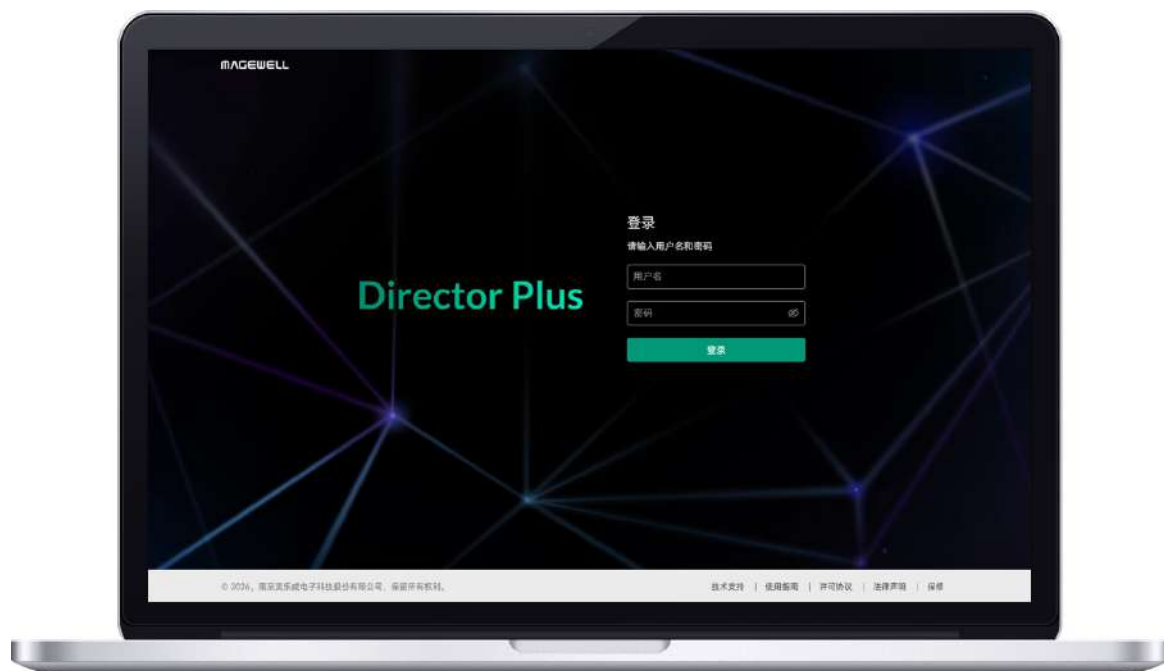 MAGEWELL
登录
请输入用户名和密码
Director Plus
用户名
密码
登录
© 2024，南京美乐威电子科技股份有限公司，保留所有权利。
技术支持 | 使用指南 | 许可协议 | 法律声明 | 保修